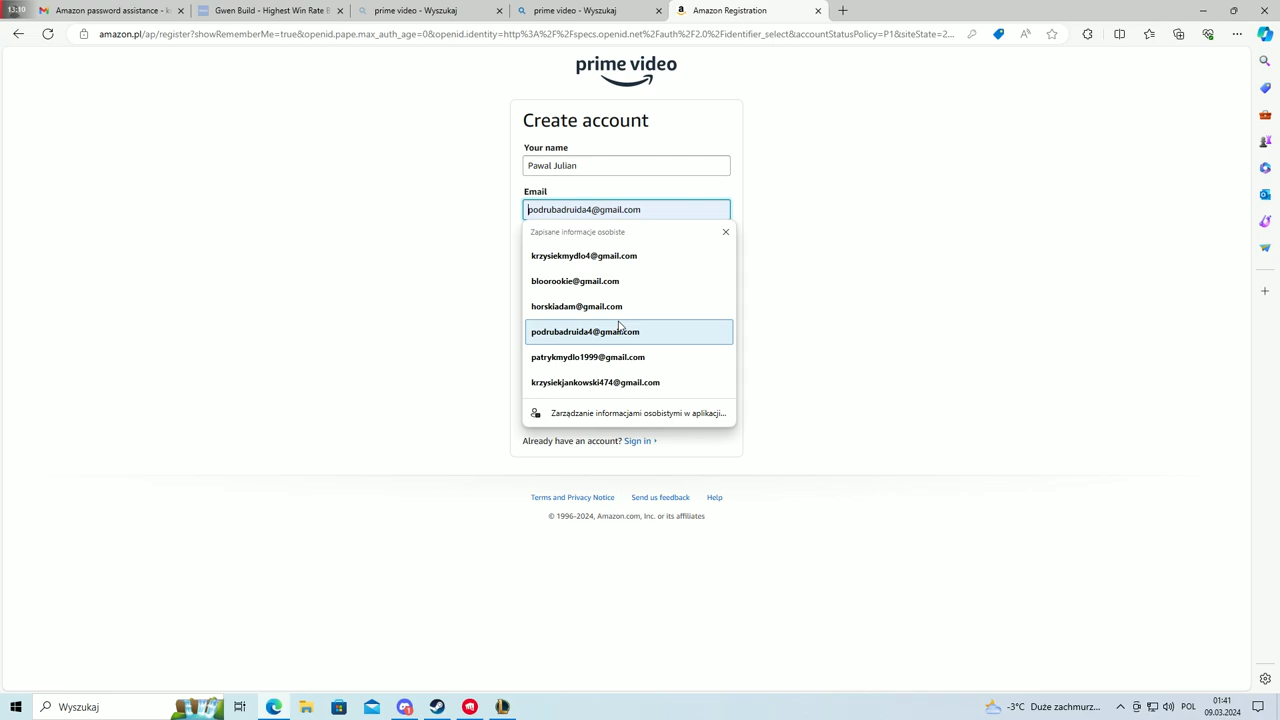 13:10
Amazon password assistance - k
Gwen Build - Highest Win Rate B
prime video - Wyszukaj
prime video - Wyszukaj
Amazon Registration
amazon.pl/ap/register?showRememberMe=true&openid.pape.max_auth_age=0&openid.identity=http%3A%2F%2Fspecs.openid.net%2Fauth%2F2.0%2Fidentifier_select&accountStatusPolicy=P1&siteState=2...
prime video
Create account
Your name
Pawal Julian
Email
podrubadruida4@gmail.com
Zapisane informacje osobiste
krzysiekmydlo4@gmail.com
bloorookie@gmail.com
horskiadam@gmail.com
podrubadruida4@gmail.com
patrykmydlo1999@gmail.com
krzysiekjankowski474@gmail.com
Zarządzanie informacjami osobistymi w aplikacji...
Already have an account? Sign in
Terms and Privacy Notice Send us feedback Help
© 1996-2024, Amazon.com, Inc. or its affiliates
Wyszukaj
-3°C Duże zachmurz...
POL
01:41
09.03.2024